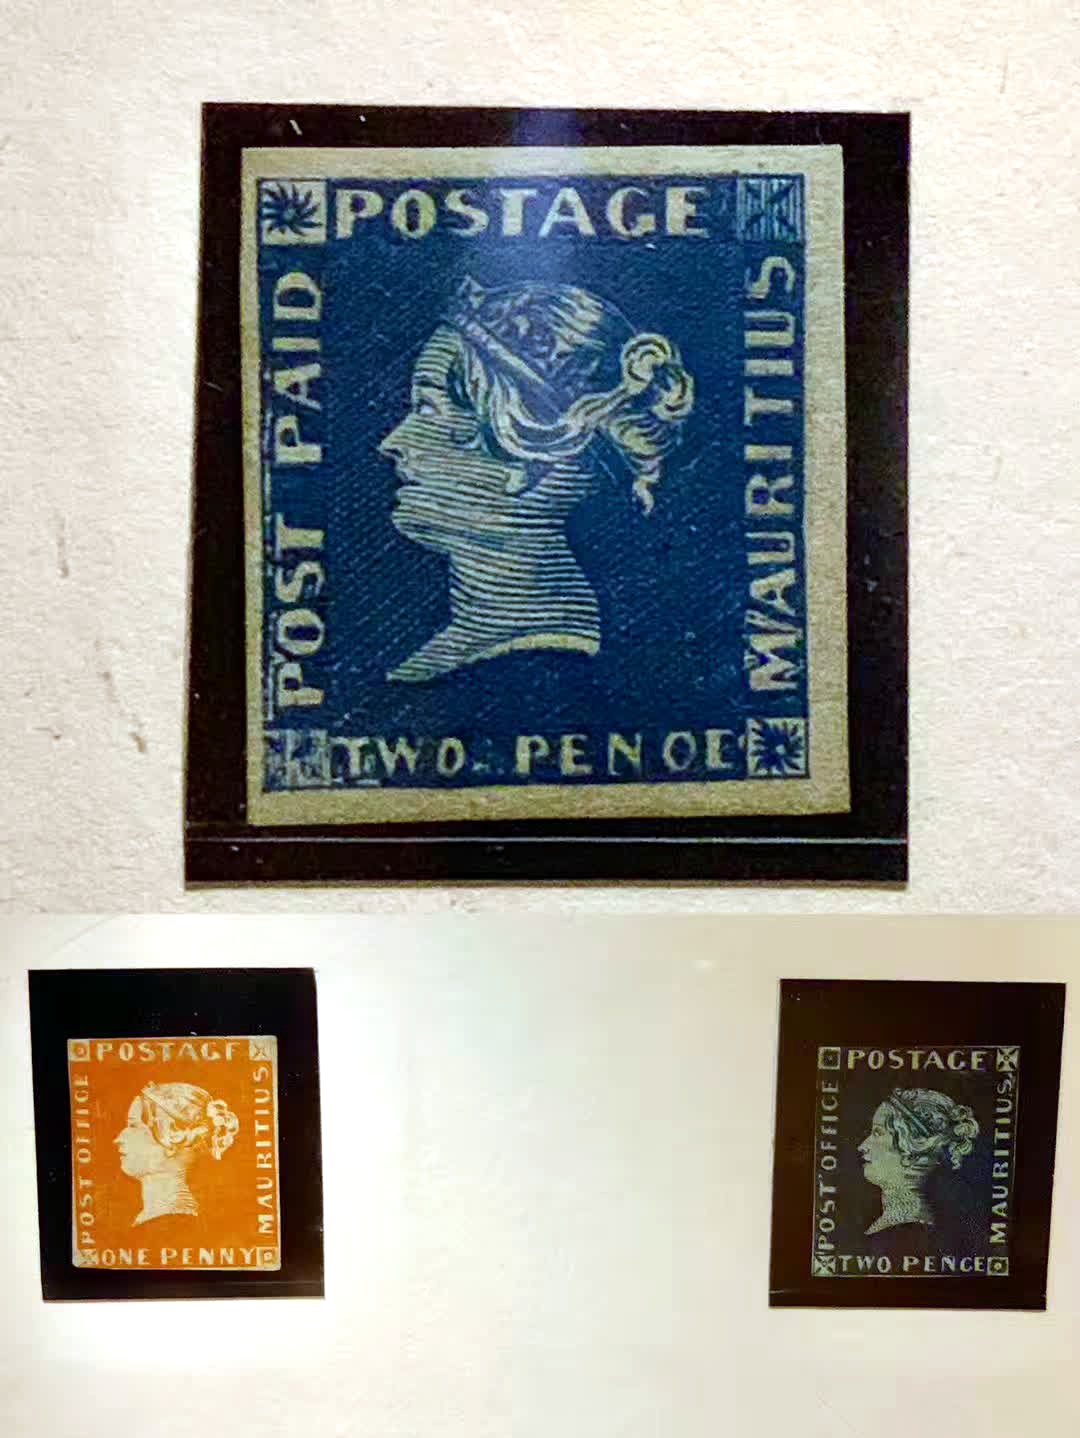 POSTAGE
POST PAID
MAURITIUS
TWO PENOE
POSTAGE
POST OFFICE
MAURITIUS
ONE PENNY
POSTAGE
POST OFFICE
MAURITIUS
TWO PENCE